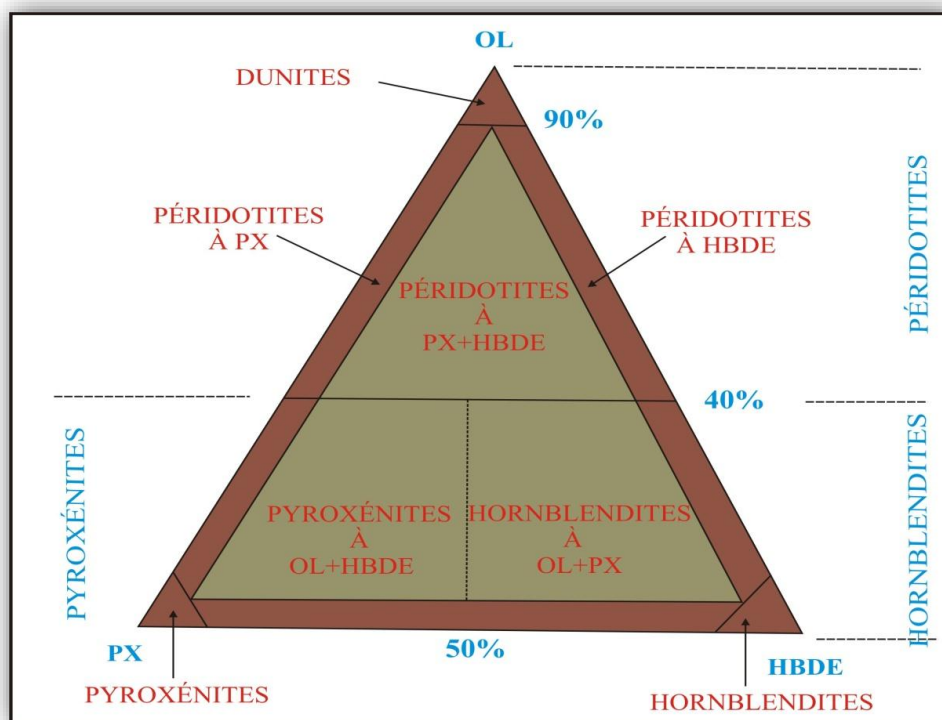 OL
DUNITES
90%
PÉRIDOTITES
À PX
PÉRIDOTITES
À HBDE
PÉRIDOTITES
PÉRIDOTITES
À
PX+HBDE
40%
PYROXÉNITES
PYROXÉNITES
À
OL+HBDE
HORNBLENDITES
À
OL+PX
HORNBLENDITES
PX
50%
HBDE
PYROXÉNITES
HORNBLENDITES